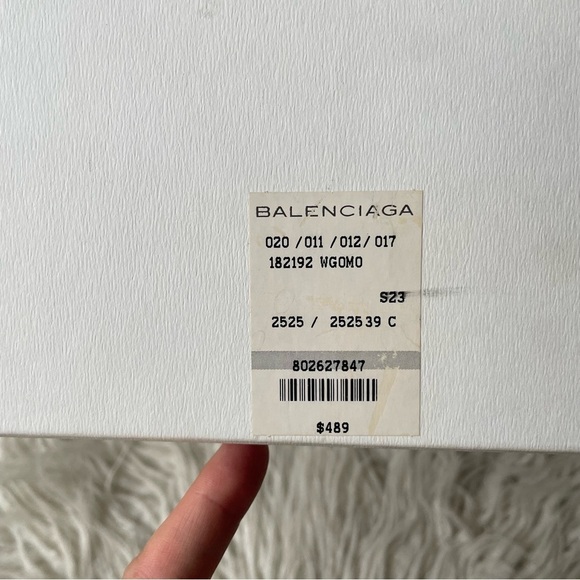 BALENCIAGA
020 /011 /012/ 017
182192 WGOMO
S23
2525 / 252539 C
802627847
$489